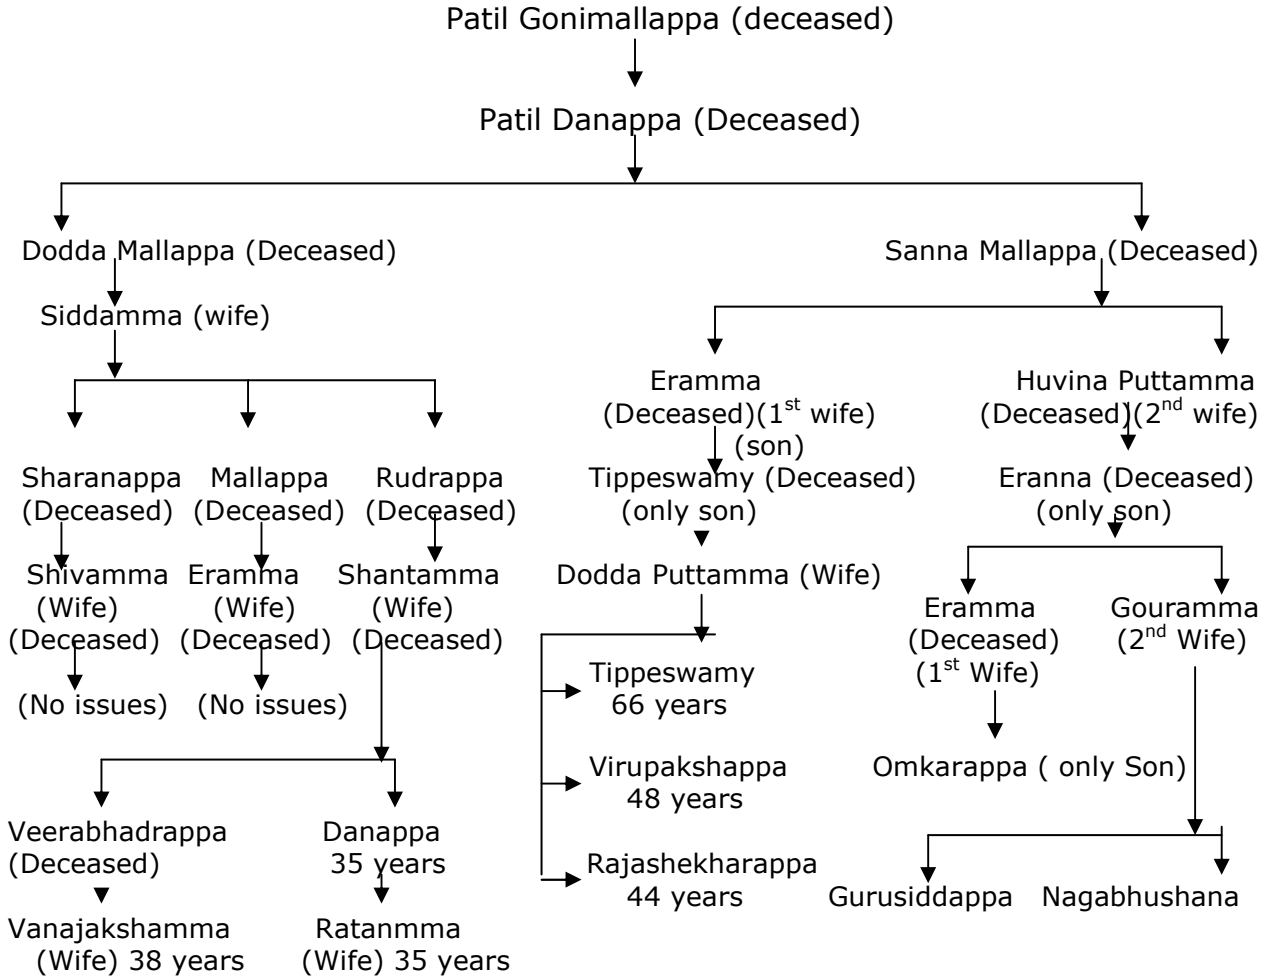 Patil Gonimallappa (deceased)
Patil Danappa (Deceased)
Dodda Mallappa (Deceased)
Sanna Mallappa (Deceased)
Siddamma (wife)
Eramma
(Deceased)(1st wife)
(son)
Huvina Puttamma
(Deceased)(2nd wife)
Sharanappa
(Deceased)
Mallappa
(Deceased)
Rudrappa
(Deceased)
Tippeswamy (Deceased)
(only son)
Eranna (Deceased)
(only son)
Shivamma
(Wife)
(Deceased)
Eramma
(Wife)
(Deceased)
Shantamma
(Wife)
(Deceased)
Dodda Puttamma (Wife)
Eramma
(Deceased)
(1st Wife)
Gouramma
(2nd Wife)
(No issues)
(No issues)
Tippeswamy
66 years
Virupakshappa
48 years
Rajashekharappa
44 years
Omkarappa ( only Son)
Veerabhadrappa
(Deceased)
Danappa
35 years
Gurusiddappa
Nagabhushana
Vanajakshamma
(Wife) 38 years
Ratanmma
(Wife) 35 years